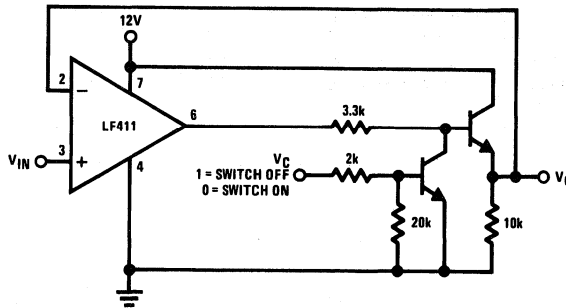 12V
2
7
−
LF411
6
3.3k
3
+
V_IN
4
V_C
1 = SWITCH OFF
0 = SWITCH ON
2k
20k
10k